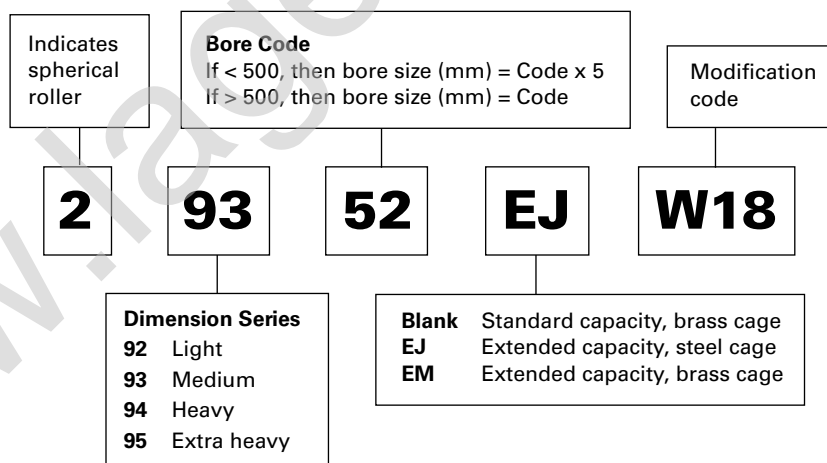 Indicates
spherical
roller
Bore Code
If < 500, then bore size (mm) = Code x 5
If > 500, then bore size (mm) = Code
Modification
code
2 93 52 EJ W18
Dimension Series
92 Light
93 Medium
94 Heavy
95 Extra heavy
Blank Standard capacity, brass cage
EJ Extended capacity, steel cage
EM Extended capacity, brass cage
w.lage